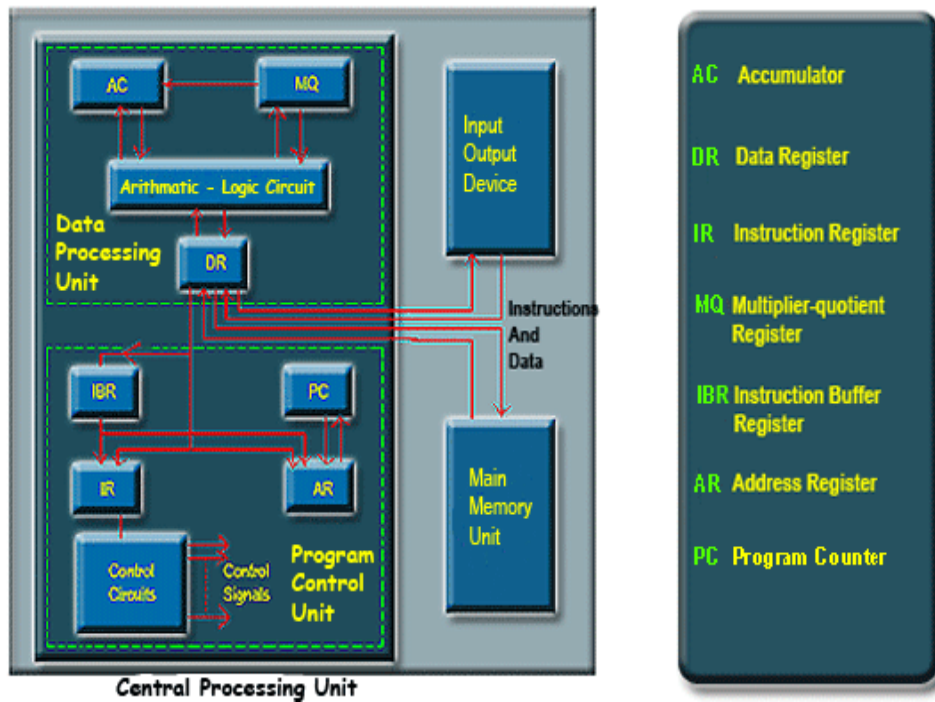 AC
MQ
Arithmatic - Logic Circuit
Data
Processing
Unit
DR
Input
Output
Device
Instructions
And
Data
IBR
PC
IR
AR
Control
Circuits
Control
Signals
Program
Control
Unit
Main
Memory
Unit
Central Processing Unit
AC Accumulator
DR Data Register
IR Instruction Register
MQ Multiplier-quotient
Register
IBR Instruction Buffer
Register
AR Address Register
PC Program Counter